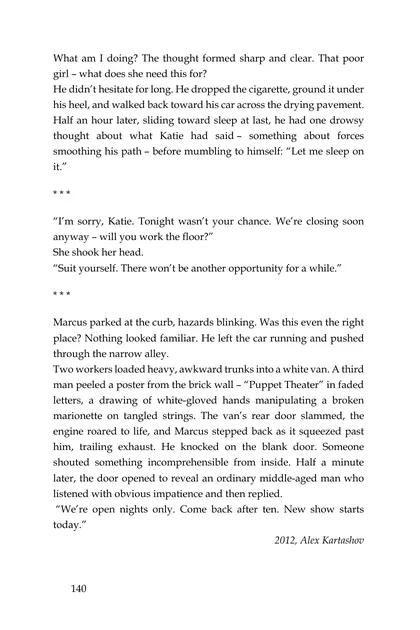 What am I doing? The thought formed sharp and clear. That poor
girl – what does she need this for?
He didn't hesitate for long. He dropped the cigarette, ground it under
his heel, and walked back toward his car across the drying pavement.
Half an hour later, sliding toward sleep at last, he had one drowsy
thought about what Katie had said – something about forces
smoothing his path – before mumbling to himself: "Let me sleep on
it."
* * *
"I'm sorry, Katie. Tonight wasn't your chance. We're closing soon
anyway – will you work the floor?"
She shook her head.
"Suit yourself. There won't be another opportunity for a while."
* * *
Marcus parked at the curb, hazards blinking. Was this even the right
place? Nothing looked familiar. He left the car running and pushed
through the narrow alley.
Two workers loaded heavy, awkward trunks into a white van. A third
man peeled a poster from the brick wall – "Puppet Theater" in faded
letters, a drawing of white-gloved hands manipulating a broken
marionette on tangled strings. The van's rear door slammed, the
engine roared to life, and Marcus stepped back as it squeezed past
him, trailing exhaust. He knocked on the blank door. Someone
shouted something incomprehensible from inside. Half a minute
later, the door opened to reveal an ordinary middle-aged man who
listened with obvious impatience and then replied.
"We're open nights only. Come back after ten. New show starts
today."
2012, Alex Kartashov
140